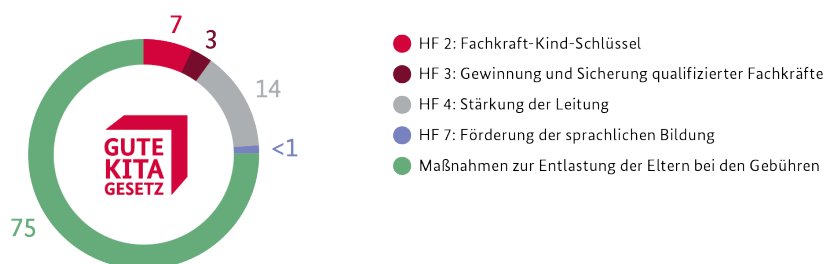 7
3
14
<1
75
GUTE
KITA
GESETZ
HF 2: Fachkraft-Kind-Schlüssel
HF 3: Gewinnung und Sicherung qualifizierter Fachkräfte
HF 4: Stärkung der Leitung
HF 7: Förderung der sprachlichen Bildung
Maßnahmen zur Entlastung der Eltern bei den Gebühren